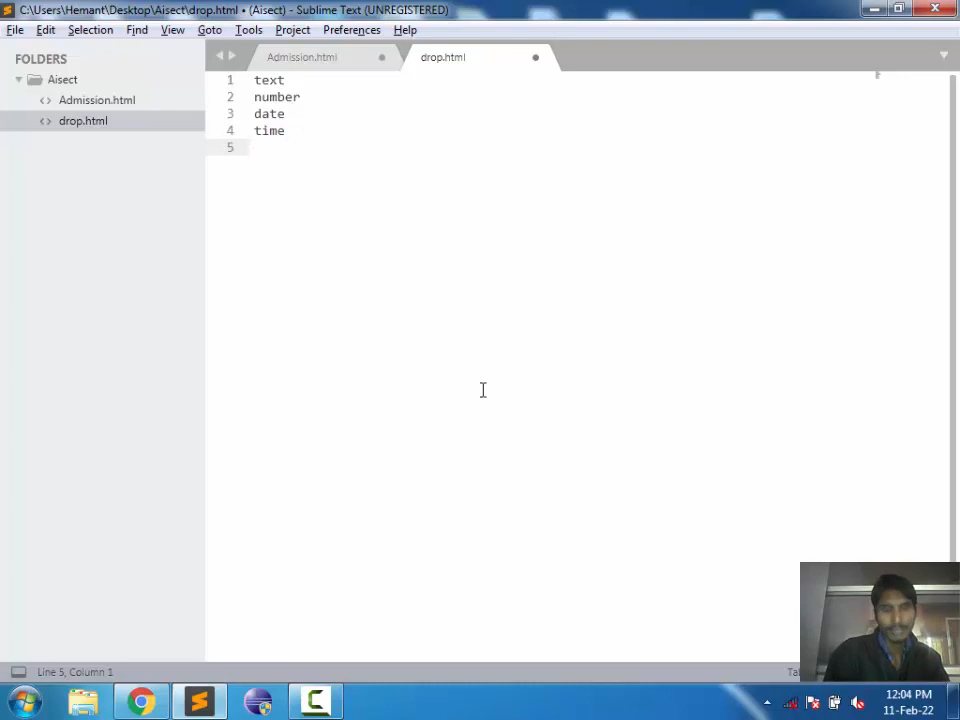 C:\Users\Hemant\Desktop\Aisect\drop.html • (Aisect) - Sublime Text (UNREGISTERED)
File Edit Selection Find View Goto Tools Project Preferences Help
FOLDERS
Aisect
Admission.html
drop.html
Admission.html drop.html
1 text
2 number
3 date
4 time
5
Line 5, Column 1
12:04 PM
11-Feb-22